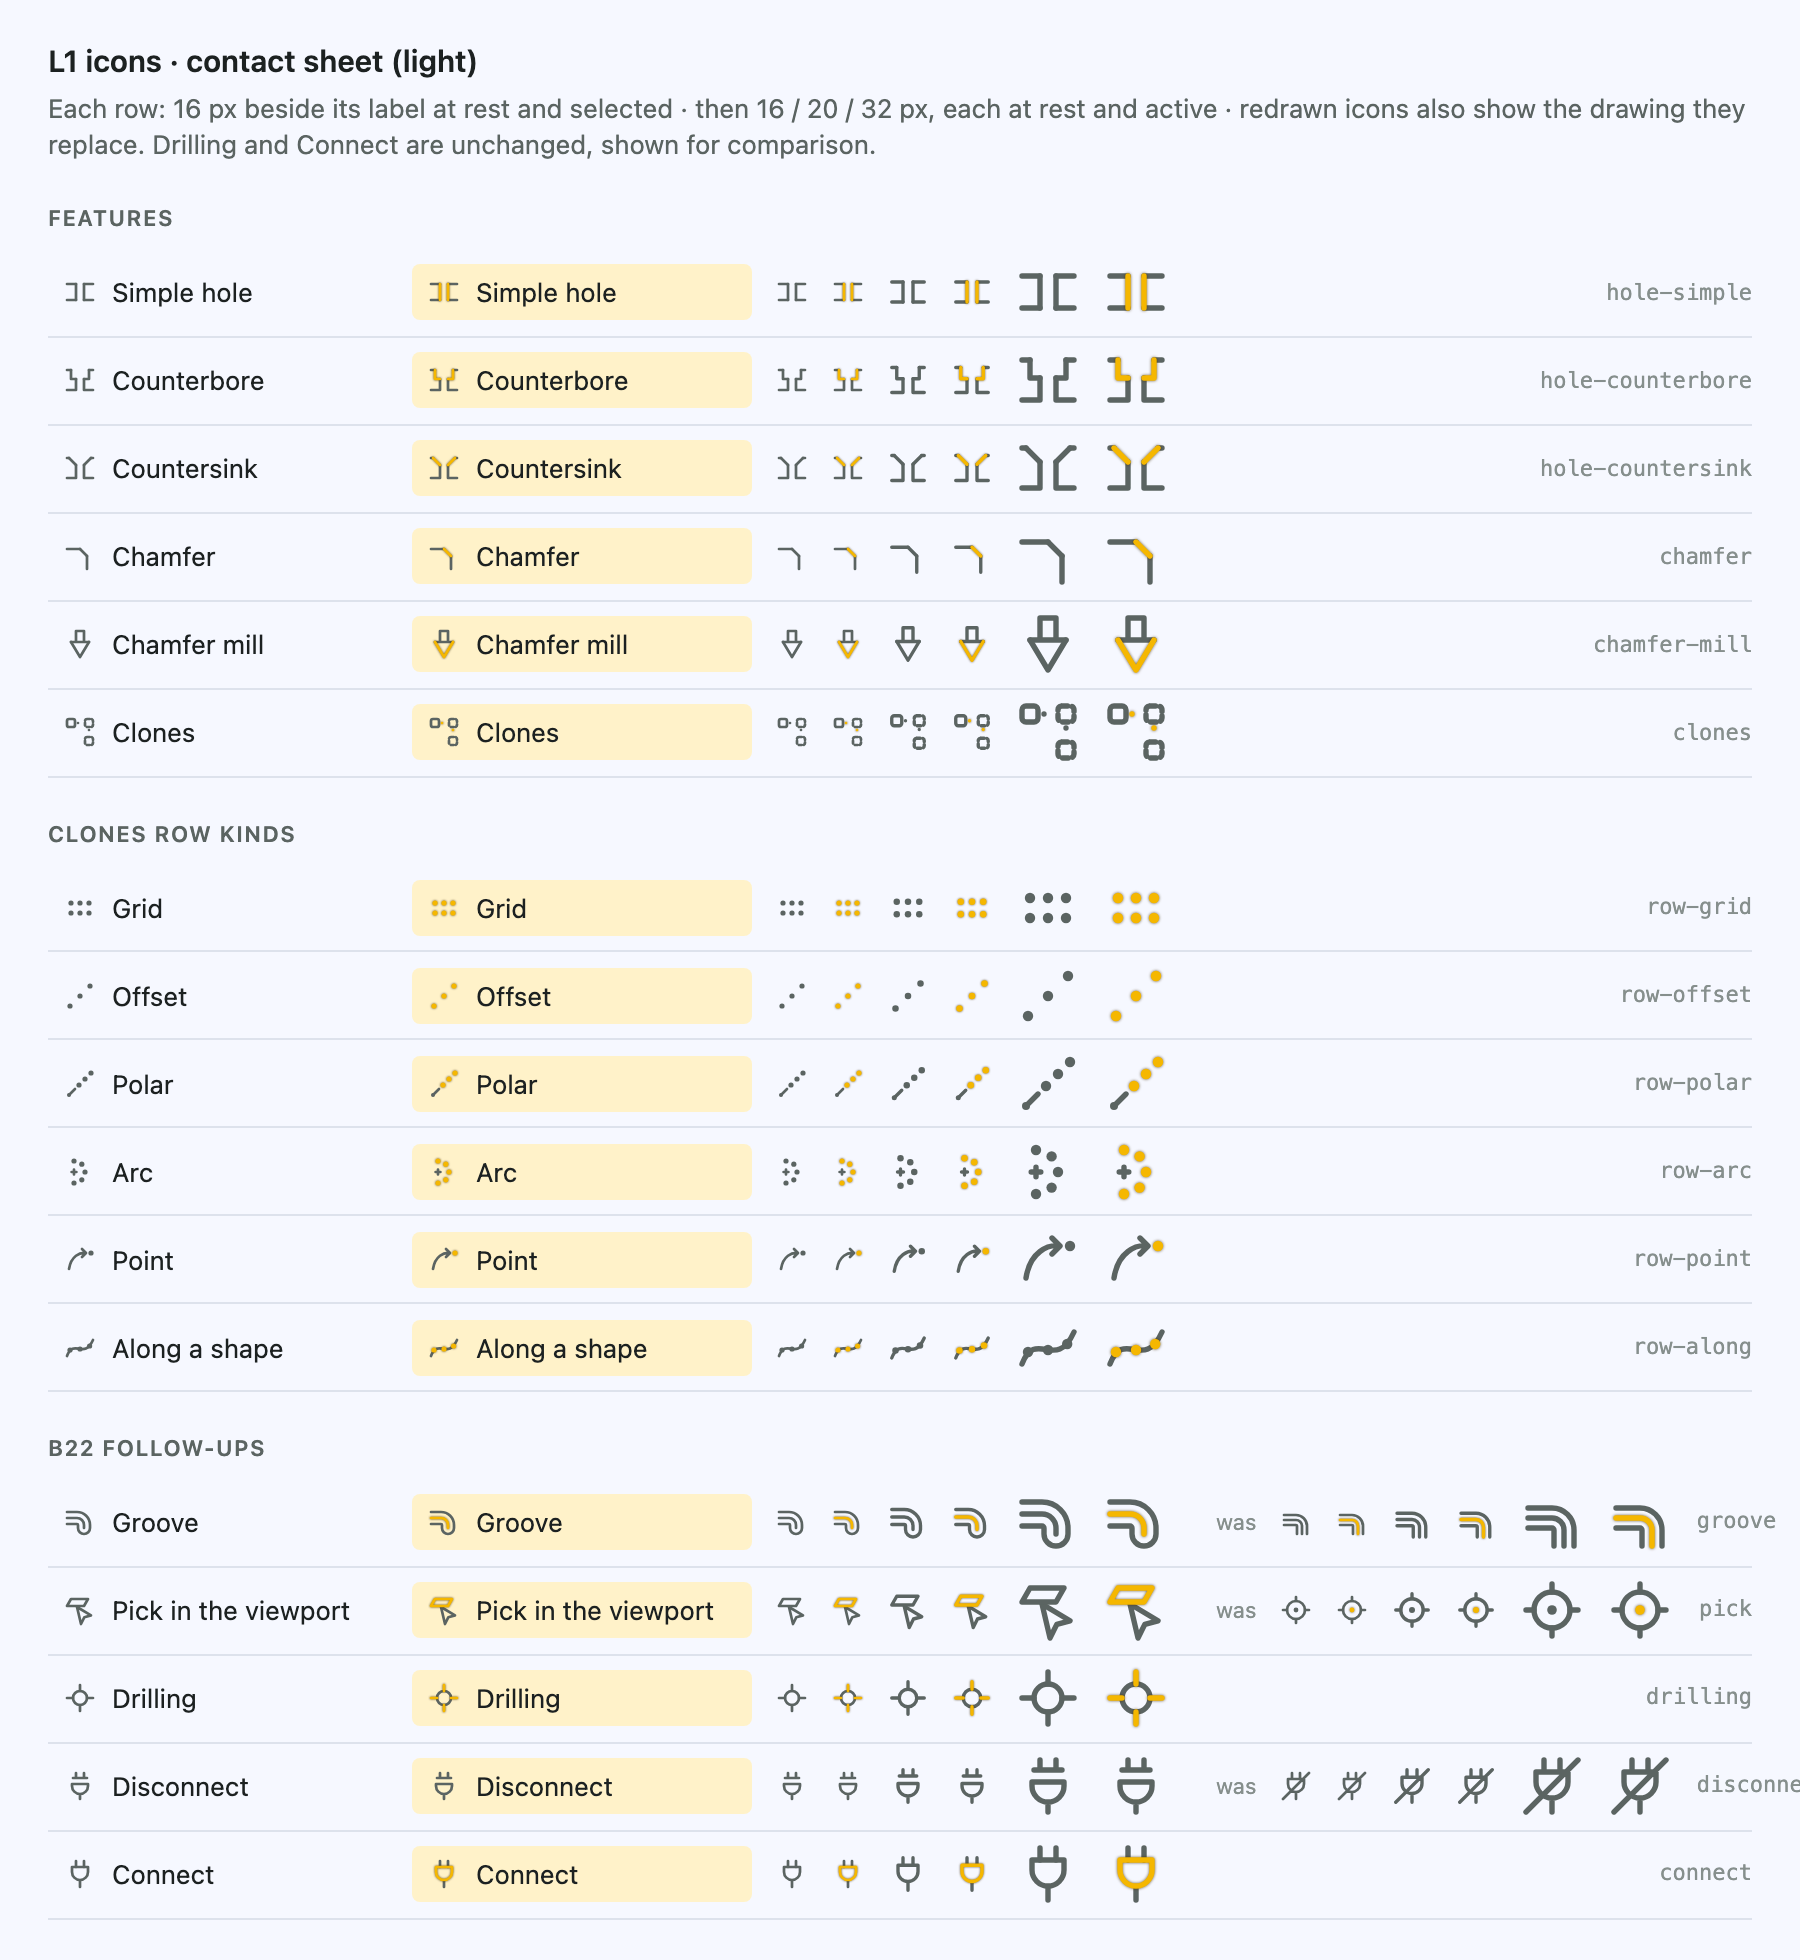 L1 icons · contact sheet (light)
Each row: 16 px beside its label at rest and selected · then 16 / 20 / 32 px, each at rest and active · redrawn icons also show the drawing they
replace. Drilling and Connect are unchanged, shown for comparison.
FEATURES
Simple hole Simple hole hole-simple
Counterbore Counterbore hole-counterbore
Countersink Countersink hole-countersink
Chamfer Chamfer chamfer
Chamfer mill Chamfer mill chamfer-mill
Clones Clones clones
CLONES ROW KINDS
Grid Grid row-grid
Offset Offset row-offset
Polar Polar row-polar
Arc Arc row-arc
Point Point row-point
Along a shape Along a shape row-along
B22 FOLLOW-UPS
Groove Groove was groove
Pick in the viewport Pick in the viewport was pick
Drilling Drilling drilling
Disconnect Disconnect was disconne
Connect Connect connect